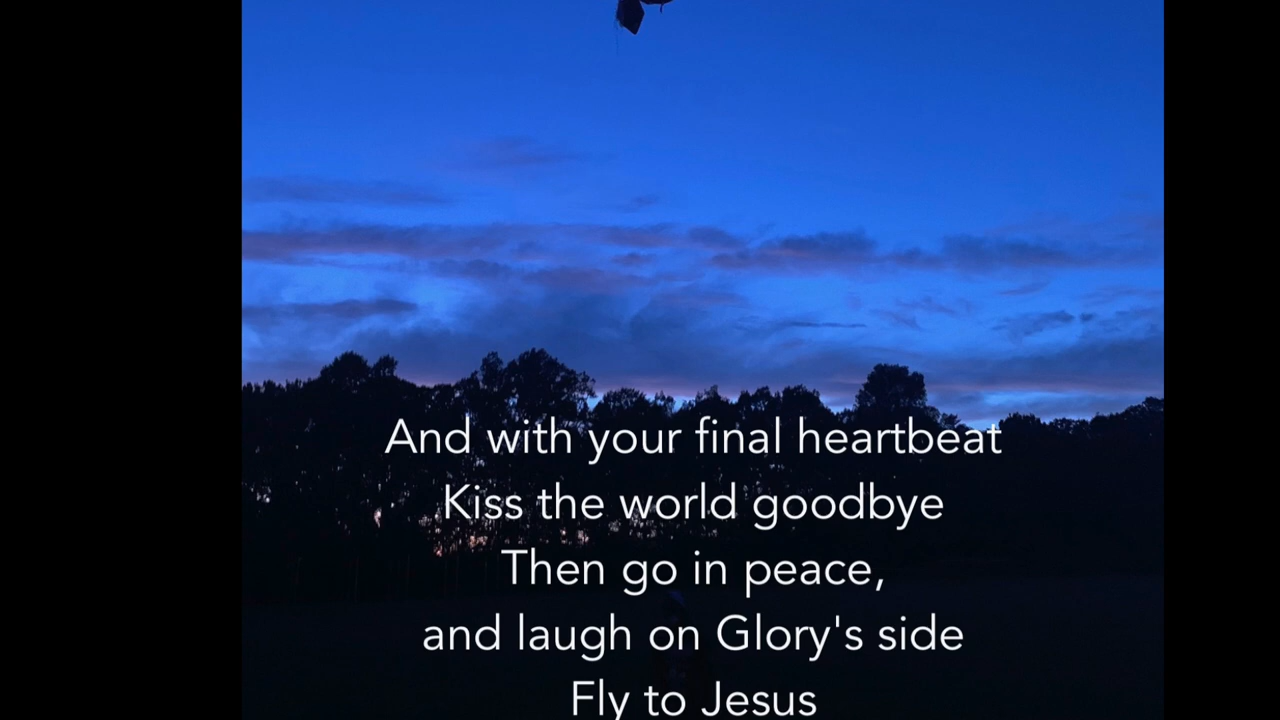 And with your final heartbeat
Kiss the world goodbye
Then go in peace,
and laugh on Glory's side
Fly to Jesus